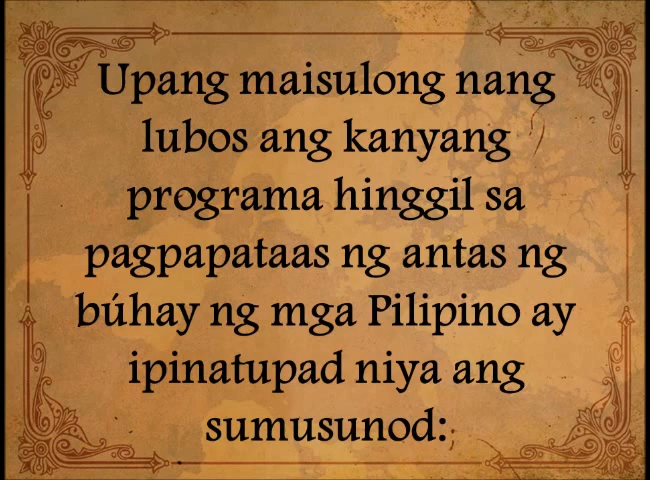 Upang maisulong nang
lubos ang kanyang
programa hinggil sa
pagpapataas ng antas ng
búhay ng mga Pilipino ay
ipinatupad niya ang
sumusunod: